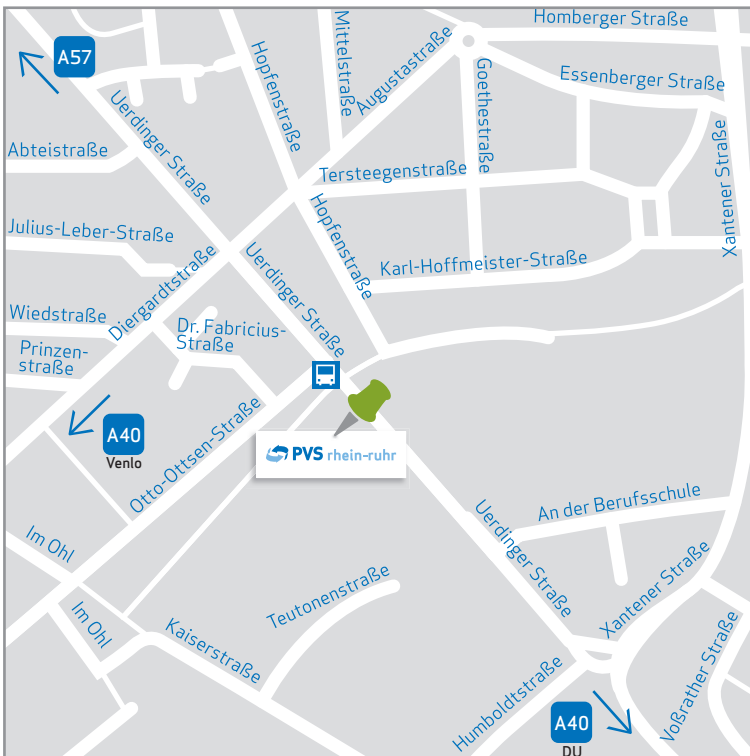 Homberger Straße
A57
Mittelstraße
Augustastraße
Hopfenstraße
Goethestraße
Essenberger Straße
Uerdinger Straße
Xantener Straße
Abteistraße
Tersteegenstraße
Hopfenstraße
Julius-Leber-Straße
Uerdinger Straße
Karl-Hoffmeister-Straße
Diergardtstraße
Wiedstraße
Dr. Fabricius-
Straße
Prinzen-
straße
A40
Venlo
Otto-Ottsen-Straße
PVS rhein-ruhr
An der Berufsschule
Uerdinger Straße
Im Ohl
Xantener Straße
Teutonenstraße
Im Ohl
Kaiserstraße
Voßrather Straße
Humboldtstraße
A40
DU